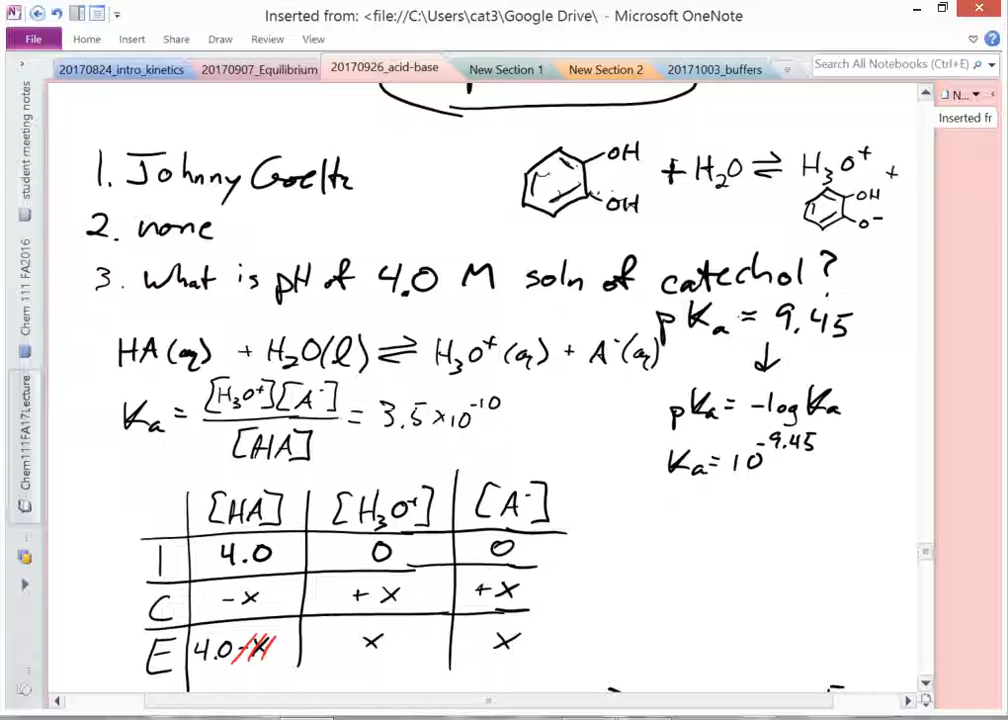 Inserted from: <file://C:\Users\cat3\Google Drive\ - Microsoft OneNote
File Home Insert Share Draw Review View
20170824_intro_kinetics 20170907_Equilibrium 20170926_acid-base New Section 1 New Section 2 20171003_buffers Search All Notebooks (Ctrl+E)
N...
Inserted fr
student meeting notes
Chem 111 FA2016
Chem111FA17Lecture
1. Johnny Goeltz
OH OH + H₂O ⇌ H₃O⁺ + OH O⁻
2. none
3. What is pH of 4.0 M soln of catechol?
pKa = 9.45
HA(aq) + H₂O(l) ⇌ H₃O⁺(aq) + A⁻(aq)
↓
Ka = [H₃O⁺][A⁻] / [HA] = 3.5 × 10⁻¹⁰
pKa = -log Ka
Ka = 10⁻⁹·⁴⁵
[HA] [H₃O⁺] [A⁻]
I 4.0 0 0
C -x +x +x
E 4.0-x x x